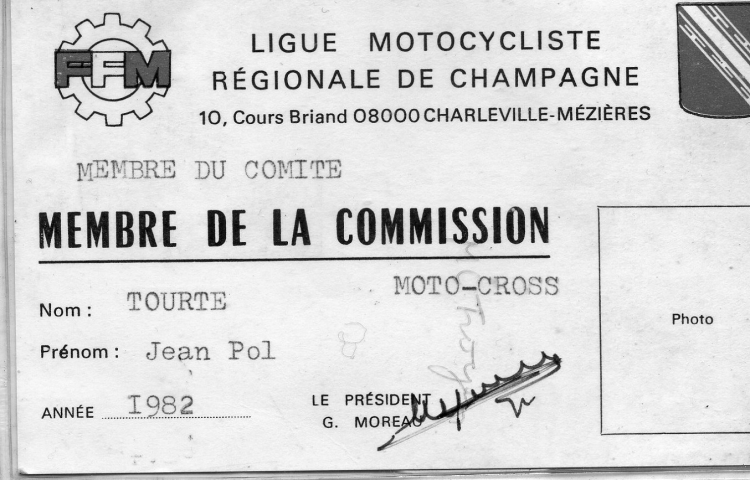 FFM
LIGUE MOTOCYCLISTE
RÉGIONALE DE CHAMPAGNE
10, Cours Briand 08000 CHARLEVILLE-MÉZIÈRES
MEMBRE DU COMITE
MEMBRE DE LA COMMISSION
MOTO-CROSS
Nom : TOURTE
Prénom : Jean Pol
ANNÉE I982
LE PRÉSIDENT
G. MOREAU
Photo